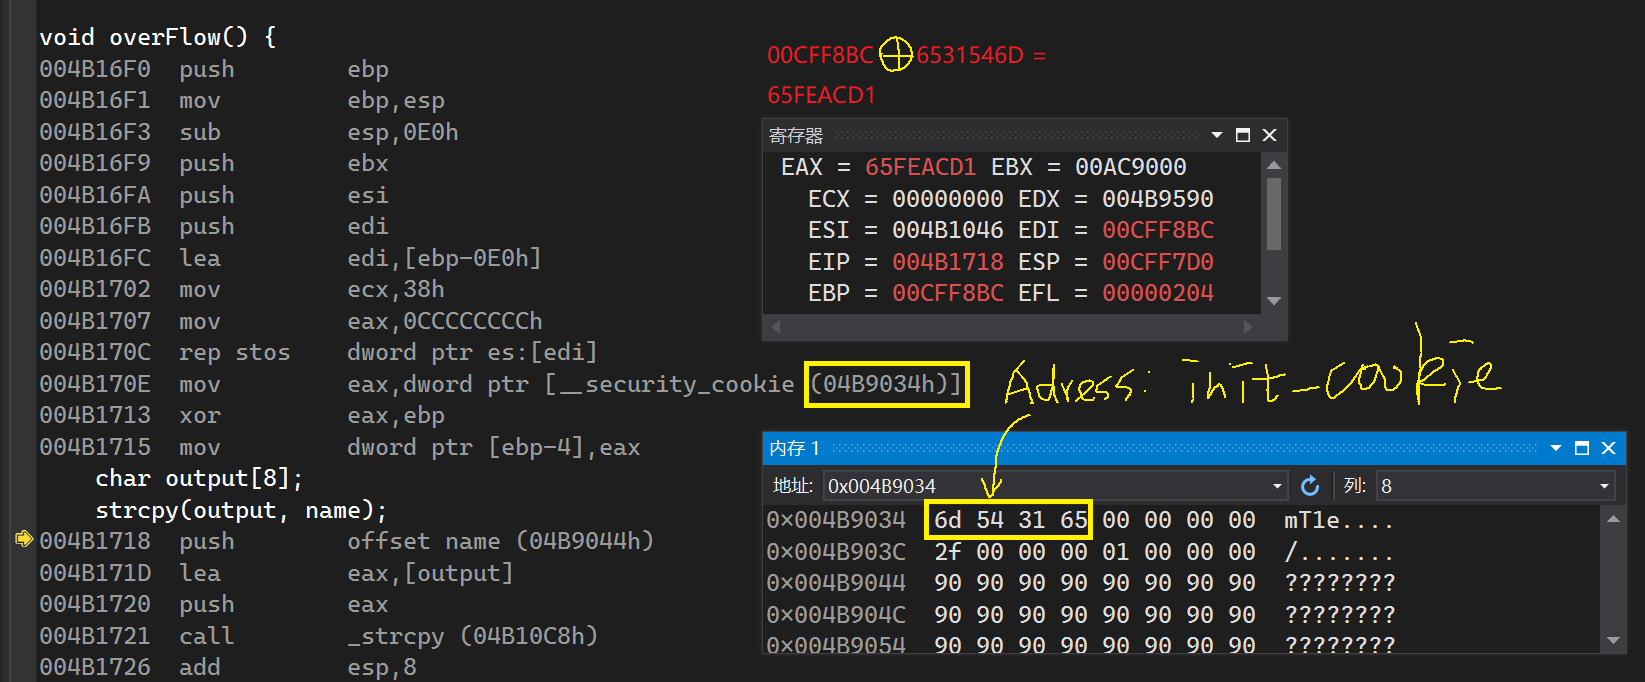 void overFlow() {
004B16F0 push ebp
004B16F1 mov ebp,esp
004B16F3 sub esp,0E0h
004B16F9 push ebx
004B16FA push esi
004B16FB push edi
004B16FC lea edi,[ebp-0E0h]
004B1702 mov ecx,38h
004B1707 mov eax,0CCCCCCCCh
004B170C rep stos dword ptr es:[edi]
004B170E mov eax,dword ptr [__security_cookie (04B9034h)]
004B1713 xor eax,ebp
004B1715 mov dword ptr [ebp-4],eax
char output[8];
strcpy(output, name);
004B1718 push offset name (04B9044h)
004B171D lea eax,[output]
004B1720 push eax
004B1721 call _strcpy (04B10C8h)
004B1726 add esp,8
00CFF8BC ⊕ 6531546D =
65FEACD1
寄存器
EAX = 65FEACD1 EBX = 00AC9000
ECX = 00000000 EDX = 004B9590
ESI = 004B1046 EDI = 00CFF8BC
EIP = 004B1718 ESP = 00CFF7D0
EBP = 00CFF8BC EFL = 00000204
Adress: init-cookie
内存 1
地址: 0x004B9034 列: 8
0x004B9034 6d 54 31 65 00 00 00 00 mT1e....
0x004B903C 2f 00 00 00 01 00 00 00 /.......
0x004B9044 90 90 90 90 90 90 90 90 ????????
0x004B904C 90 90 90 90 90 90 90 90 ????????
0x004B9054 90 90 90 90 90 90 90 90 ????????